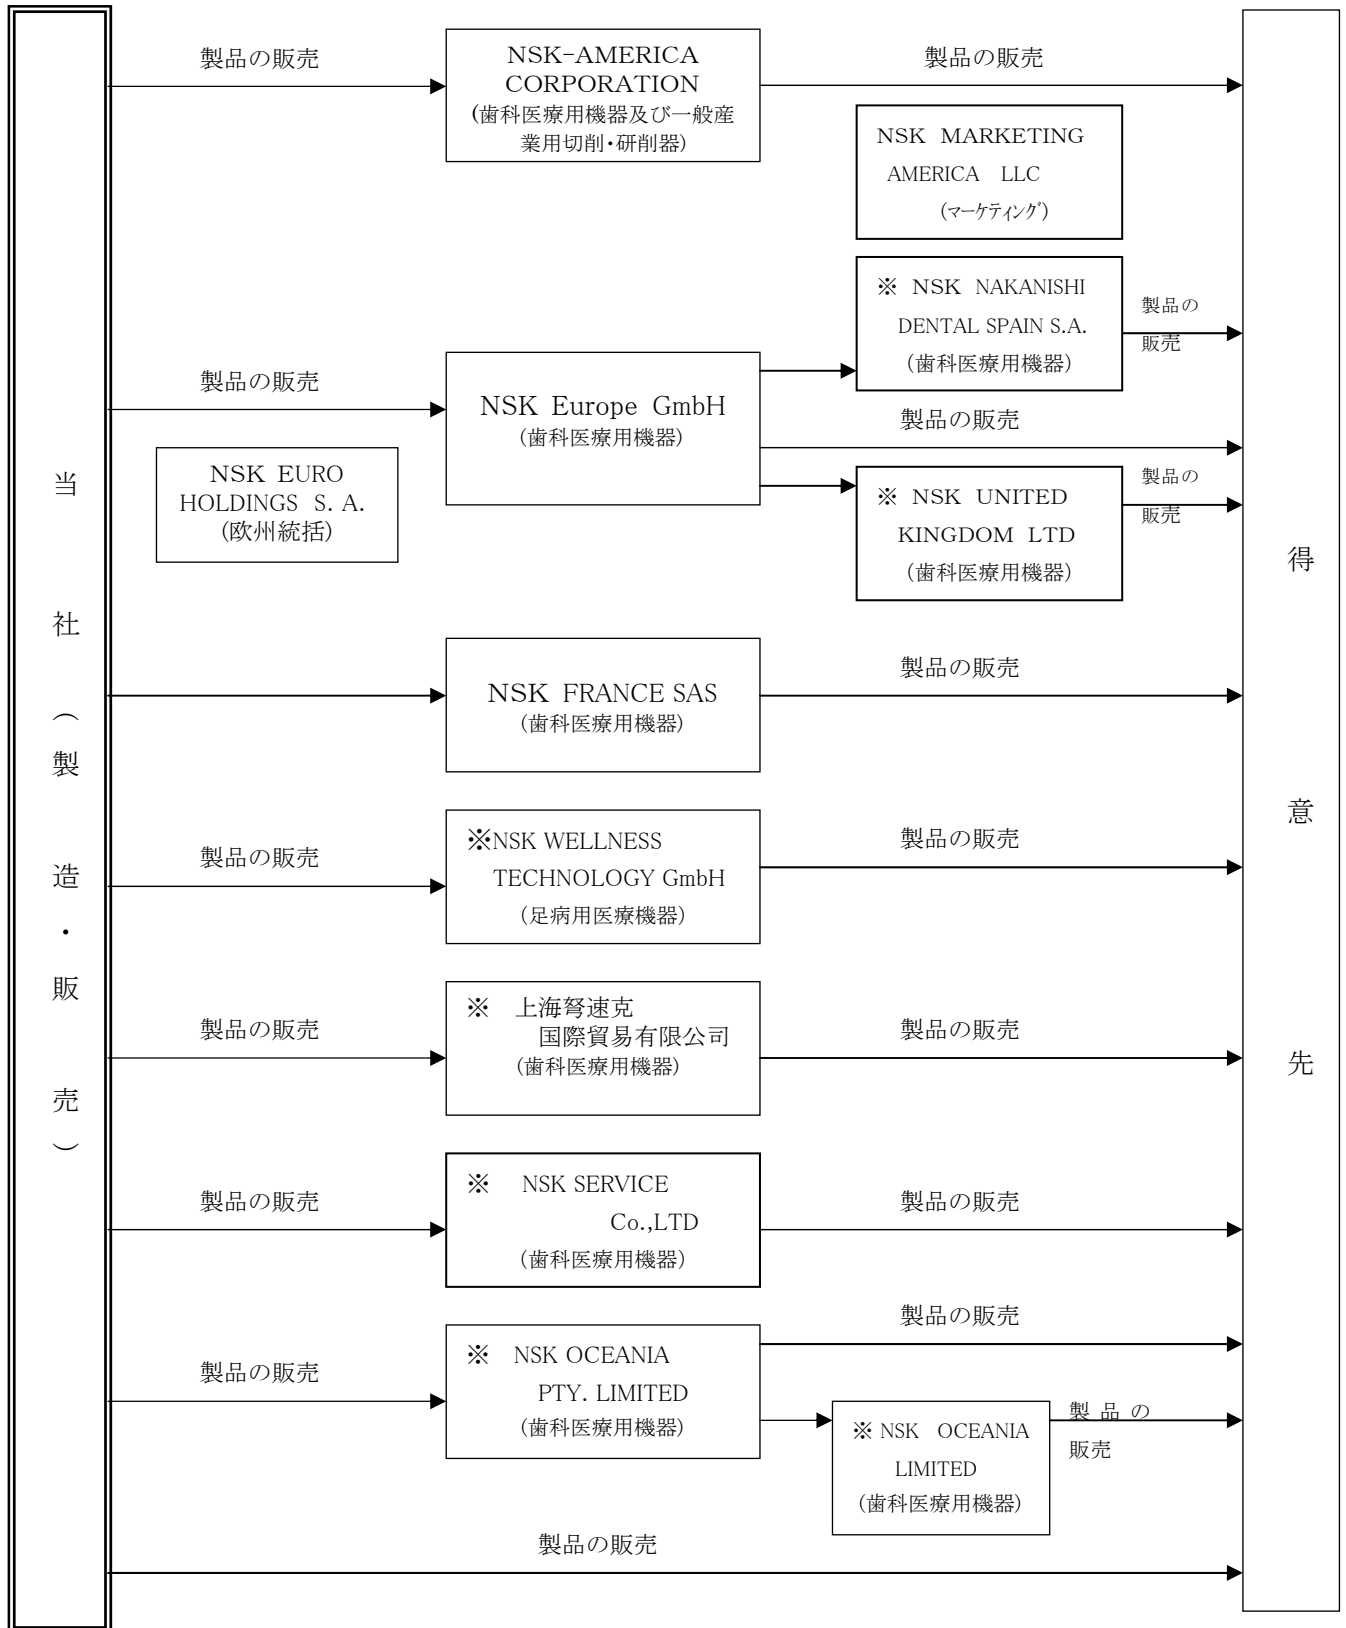 当社(製造・販売)
製品の販売
NSK-AMERICA
CORPORATION
(歯科医療用機器及び一般産
業用切削・研削器)
製品の販売
NSK MARKETING
AMERICA LLC
(マーケティング)
※ NSK NAKANISHI
DENTAL SPAIN S.A.
(歯科医療用機器)
製品の
販売
製品の販売
NSK Europe GmbH
(歯科医療用機器)
製品の販売
NSK EURO
HOLDINGS S. A.
(欧州統括)
※ NSK UNITED
KINGDOM LTD
(歯科医療用機器)
製品の
販売
NSK FRANCE SAS
(歯科医療用機器)
製品の販売
製品の販売
※NSK WELLNESS
TECHNOLOGY GmbH
(足病用医療機器)
製品の販売
製品の販売
※ 上海弩速克
国際貿易有限公司
(歯科医療用機器)
製品の販売
製品の販売
※ NSK SERVICE
Co.,LTD
(歯科医療用機器)
製品の販売
製品の販売
※ NSK OCEANIA
PTY. LIMITED
(歯科医療用機器)
製品の販売
※ NSK OCEANIA
LIMITED
(歯科医療用機器)
製品の
販売
製品の販売
得意先